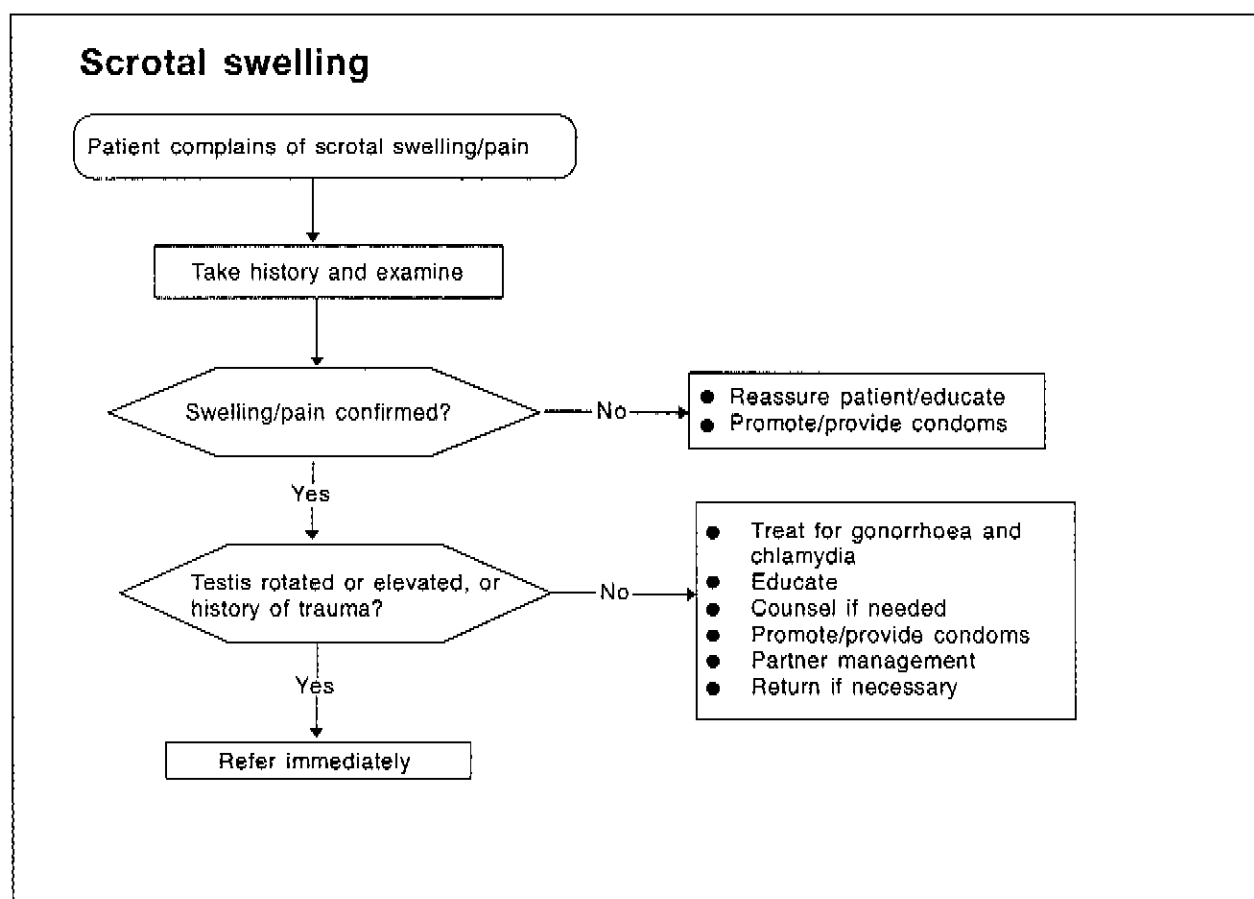 Scrotal swelling
Patient complains of scrotal swelling/pain
Take history and examine
Swelling/pain confirmed?
No
● Reassure patient/educate
● Promote/provide condoms
Yes
Testis rotated or elevated, or
history of trauma?
No
● Treat for gonorrhoea and
chlamydia
● Educate
● Counsel if needed
● Promote/provide condoms
● Partner management
● Return if necessary
Yes
Refer immediately